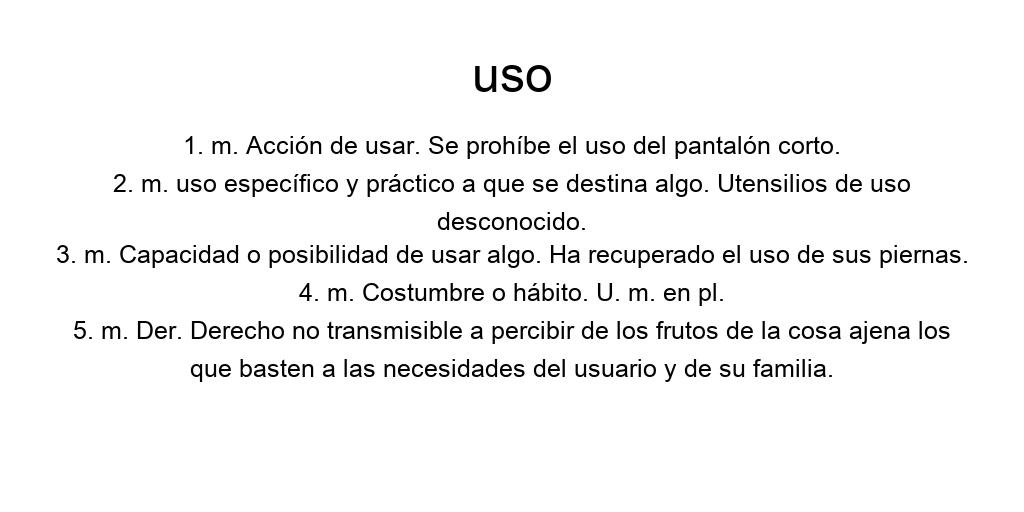 uso
1. m. Acción de usar. Se prohíbe el uso del pantalón corto.
2. m. uso específico y práctico a que se destina algo. Utensilios de uso
desconocido.
3. m. Capacidad o posibilidad de usar algo. Ha recuperado el uso de sus piernas.
4. m. Costumbre o hábito. U. m. en pl.
5. m. Der. Derecho no transmisible a percibir de los frutos de la cosa ajena los
que basten a las necesidades del usuario y de su familia.